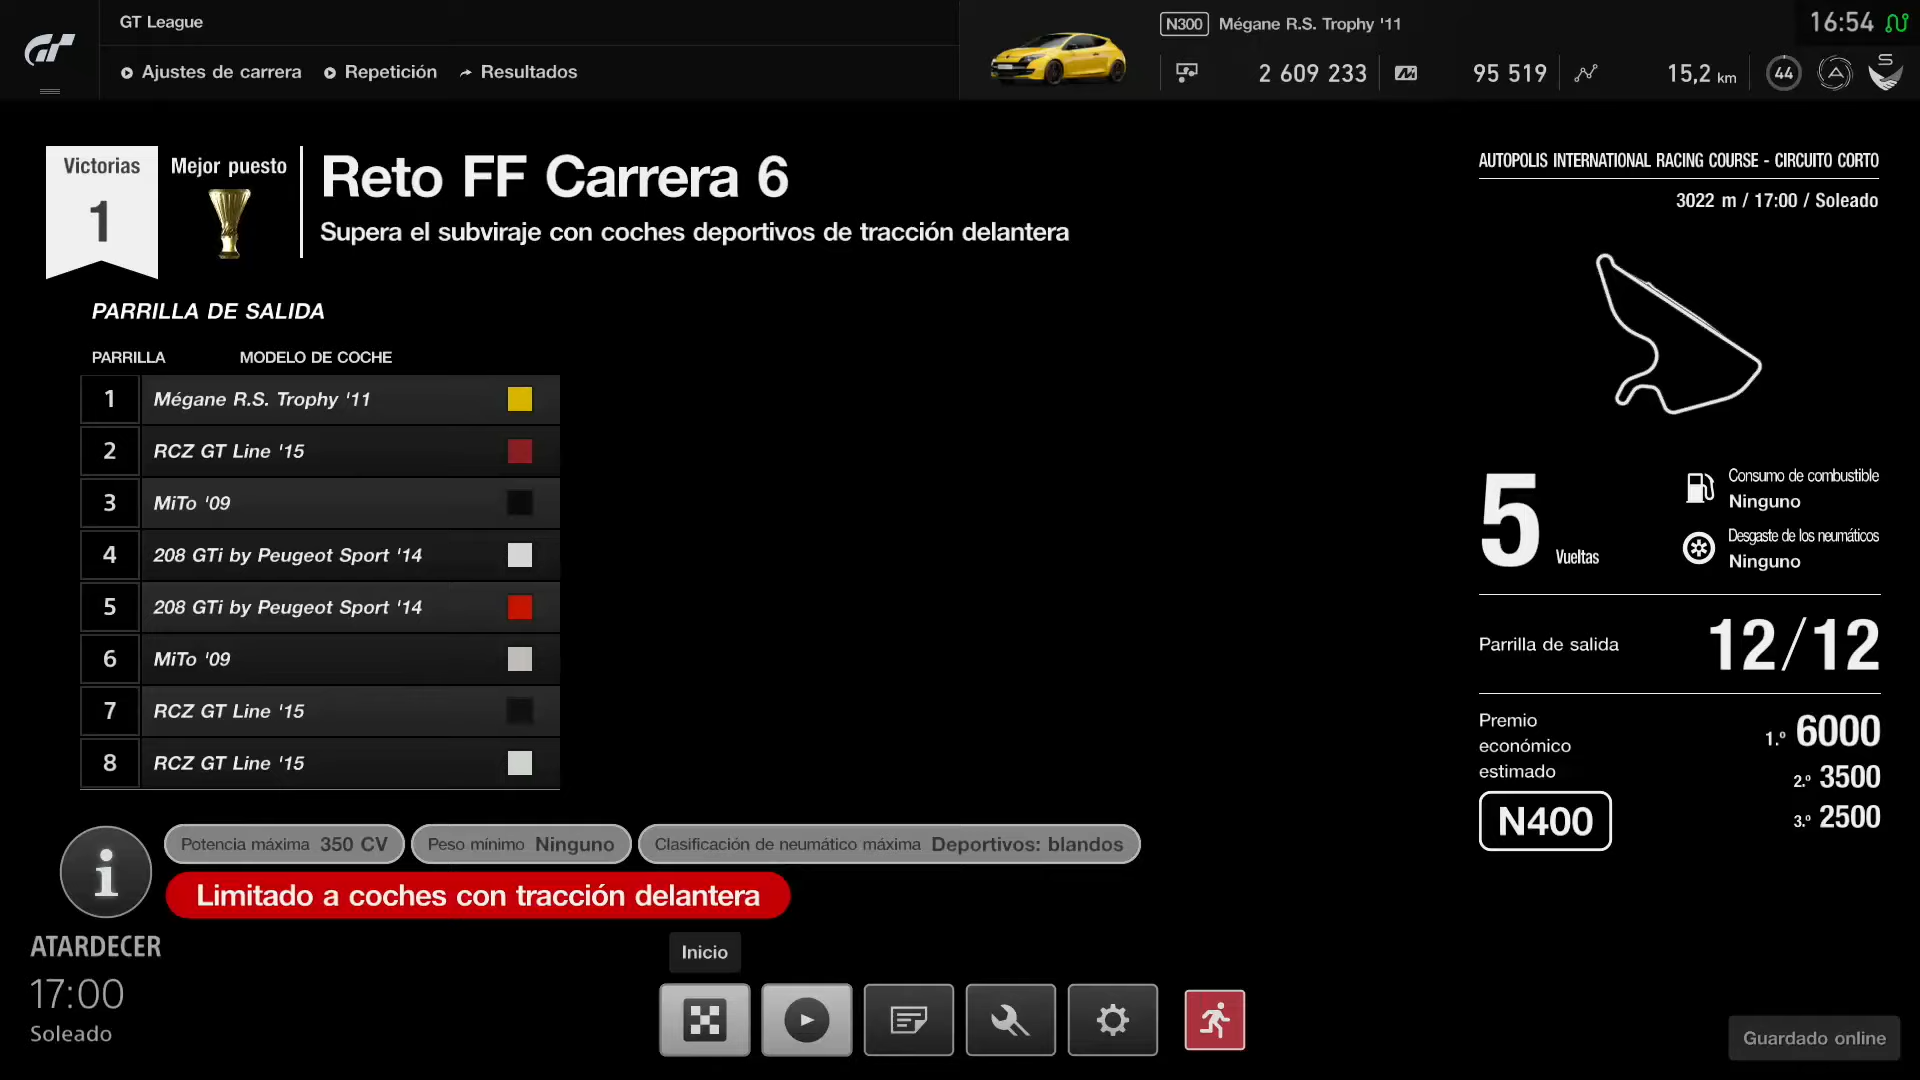 GT League
Ajustes de carrera
Repetición
Resultados
N300
Mégane R.S. Trophy '11
2 609 233
95 519
15,2 km
44
S
16:54
Victorias
1
Mejor puesto
Reto FF Carrera 6
Supera el subviraje con coches deportivos de tracción delantera
PARRILLA DE SALIDA
PARRILLA MODELO DE COCHE
1 Mégane R.S. Trophy '11
2 RCZ GT Line '15
3 MiTo '09
4 208 GTi by Peugeot Sport '14
5 208 GTi by Peugeot Sport '14
6 MiTo '09
7 RCZ GT Line '15
8 RCZ GT Line '15
AUTOPOLIS INTERNATIONAL RACING COURSE - CIRCUITO CORTO
3022 m / 17:00 / Soleado
5 Vueltas
Consumo de combustible
Ninguno
Desgaste de los neumáticos
Ninguno
Parrilla de salida 12/12
Premio
económico
estimado
N400
1.º 6000
2.º 3500
3.º 2500
Potencia máxima 350 CV
Peso mínimo Ninguno
Clasificación de neumático máxima Deportivos: blandos
Limitado a coches con tracción delantera
ATARDECER
17:00
Soleado
Inicio
Guardado online